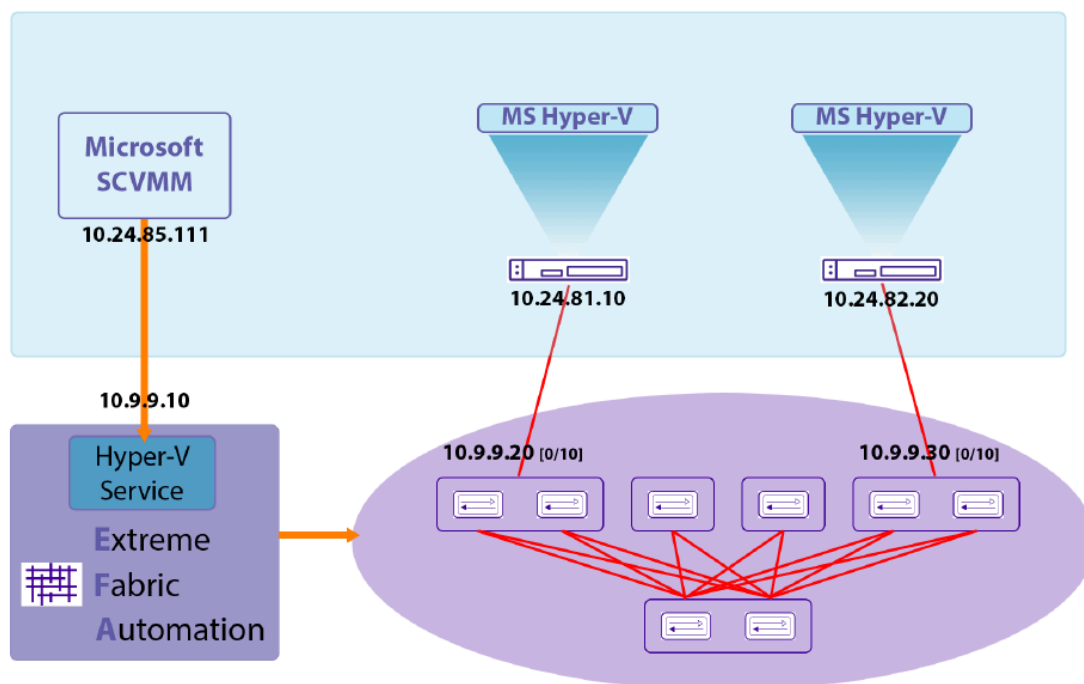 MS Hyper-V
MS Hyper-V
Microsoft
SCVMM
10.24.85.111
10.24.81.10
10.24.82.20
10.9.9.10
10.9.9.20 [0/10]
10.9.9.30 [0/10]
Hyper-V
Service
Extreme
Fabric
Automation